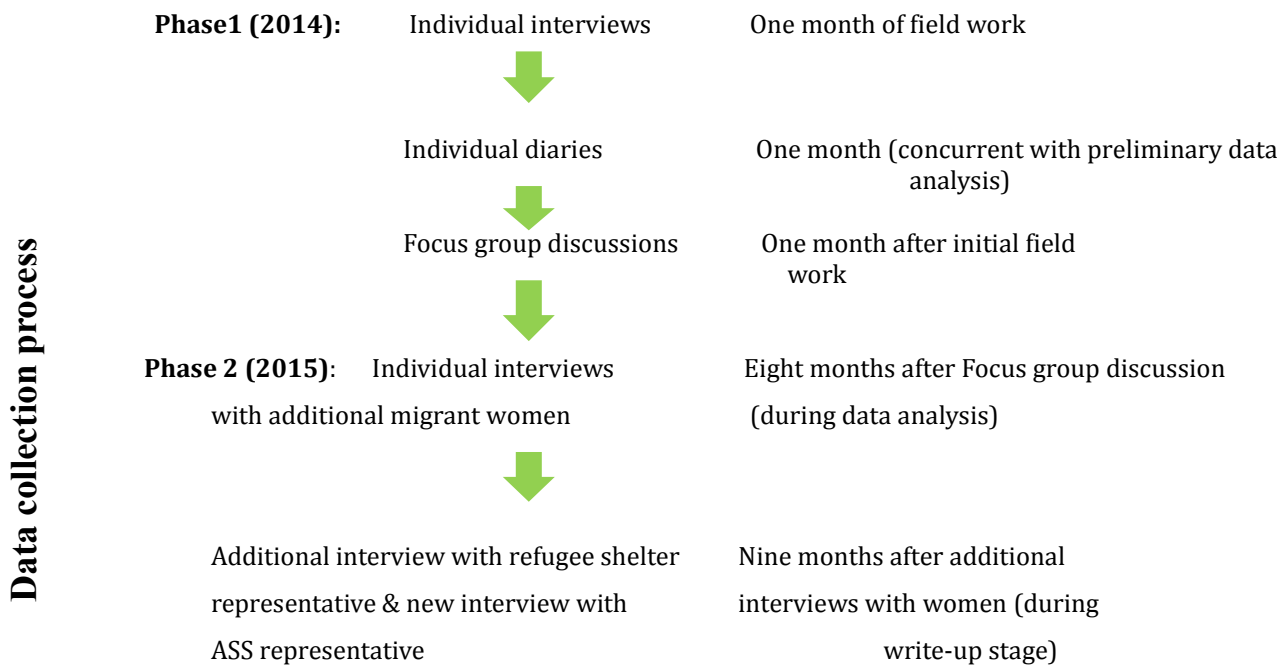 Data collection process
Phase1 (2014): Individual interviews One month of field work
Individual diaries One month (concurrent with preliminary data
analysis)
Focus group discussions One month after initial field
work
Phase 2 (2015): Individual interviews Eight months after Focus group discussion
with additional migrant women (during data analysis)
Additional interview with refugee shelter Nine months after additional
representative & new interview with interviews with women (during
ASS representative write-up stage)